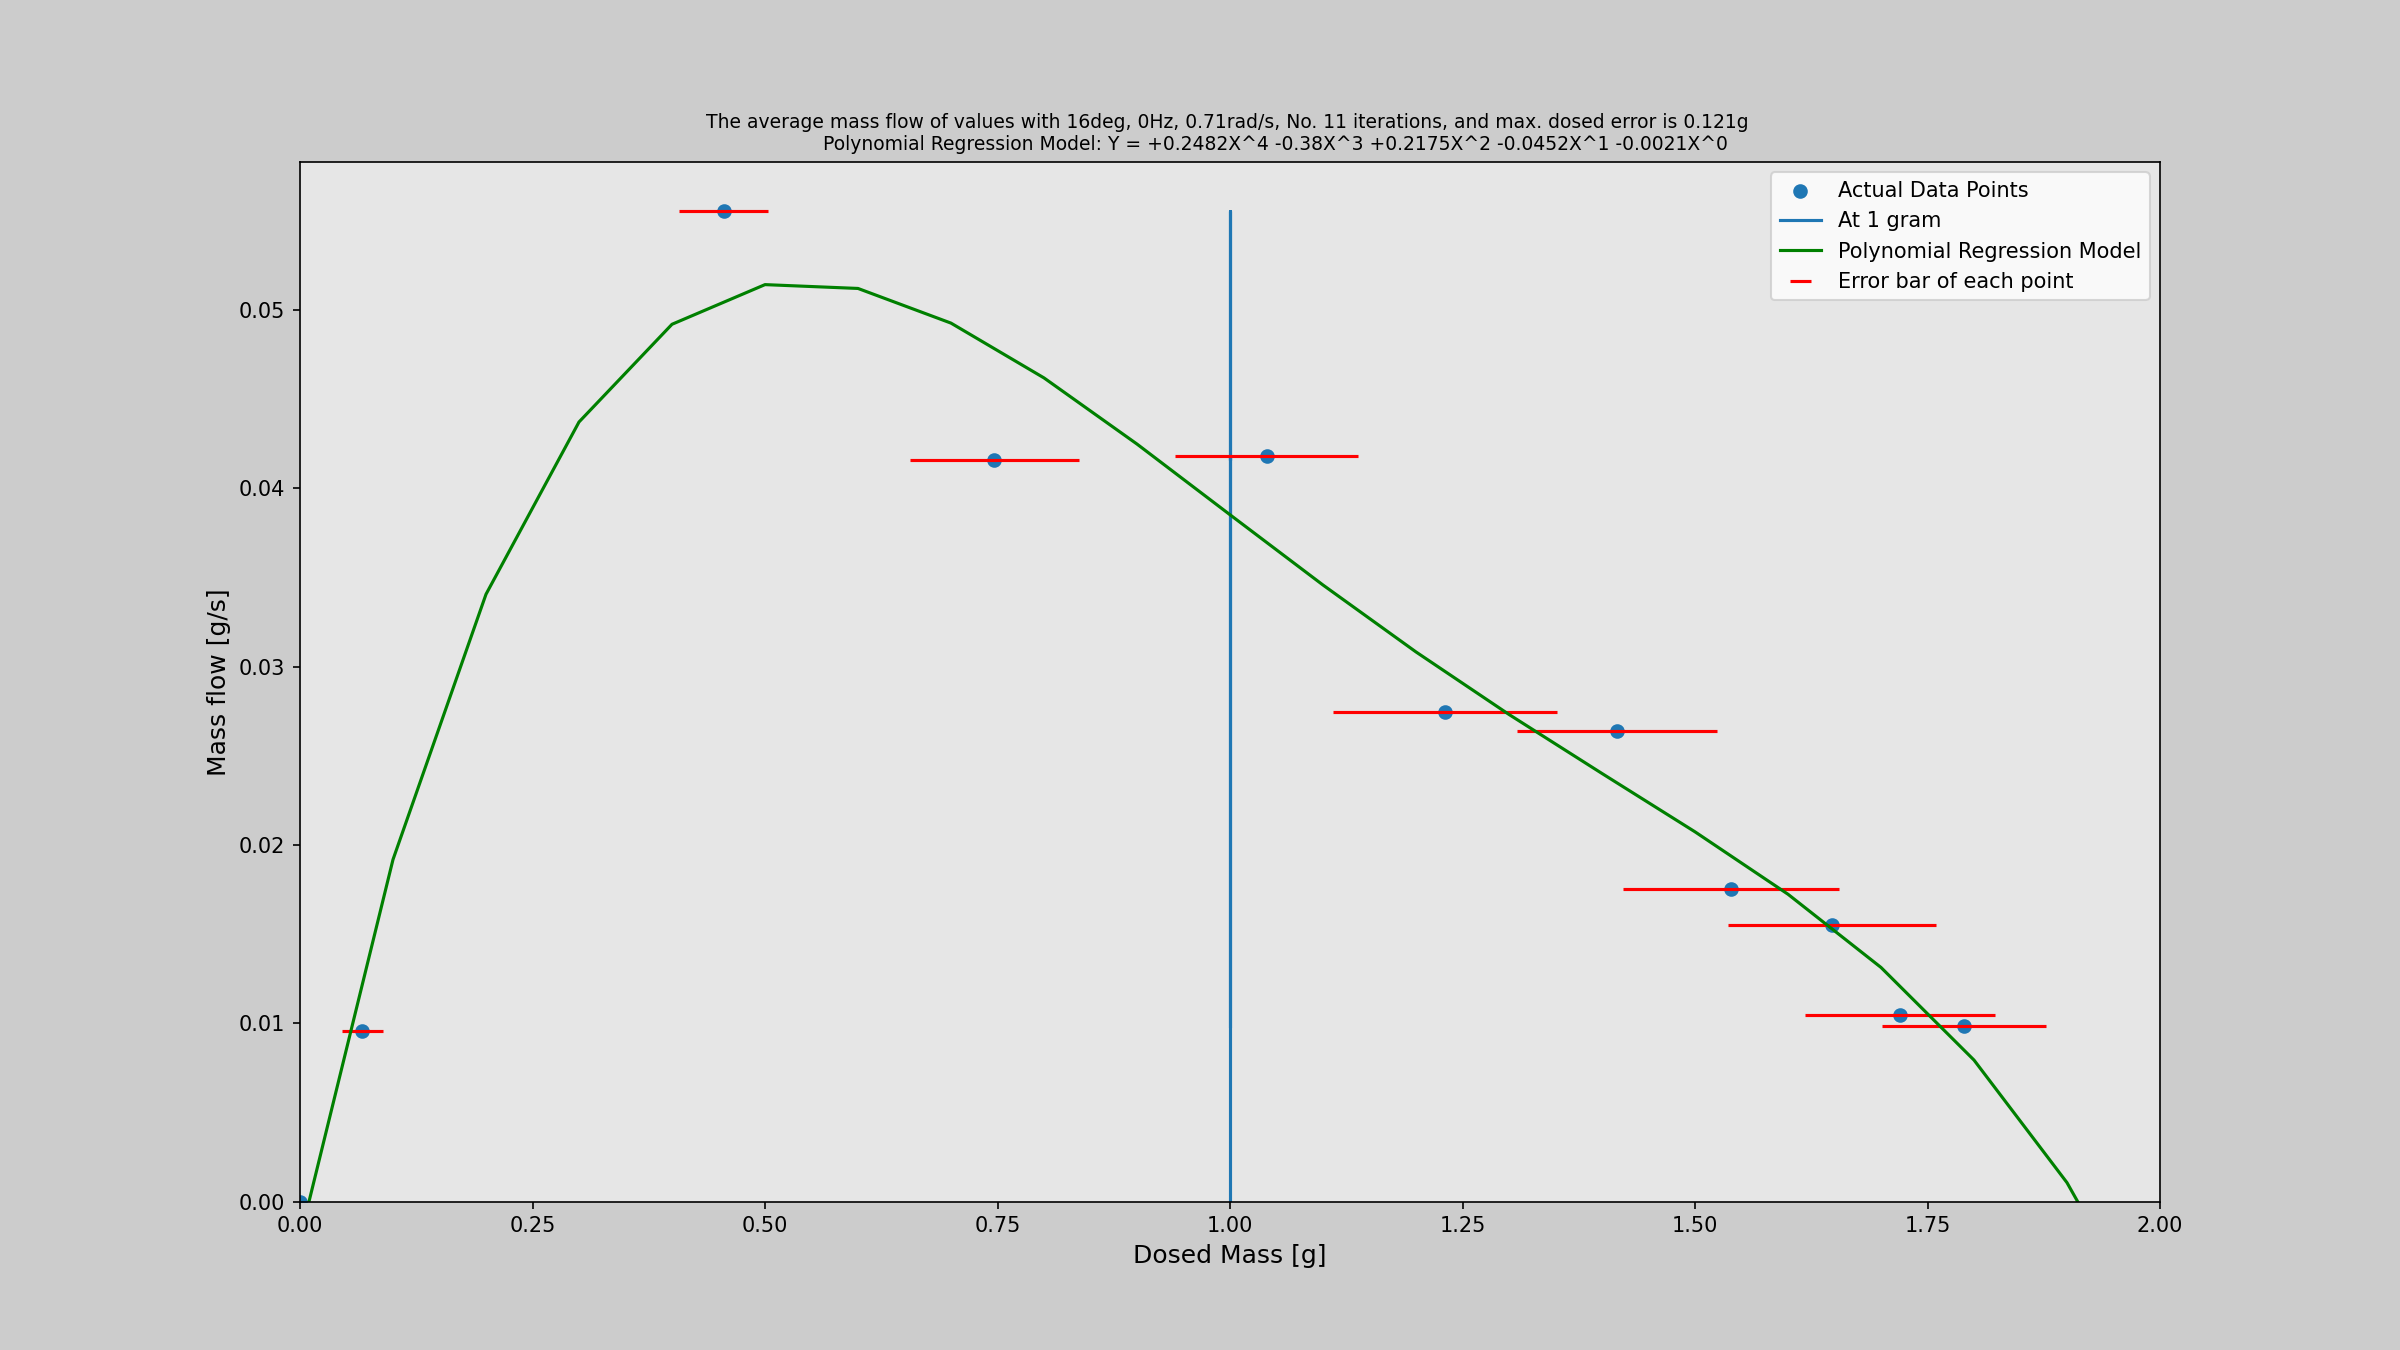 The average mass flow of values with 16deg, 0Hz, 0.71rad/s, No. 11 iterations, and max. dosed error is 0.121g
Polynomial Regression Model: Y = +0.2482X^4 -0.38X^3 +0.2175X^2 -0.0452X^1 -0.0021X^0
Actual Data Points
At 1 gram
Polynomial Regression Model
Error bar of each point
Mass flow [g/s]
0.05
0.04
0.03
0.02
0.01
0.00
0.00 0.25 0.50 0.75 1.00 1.25 1.50 1.75 2.00
Dosed Mass [g]